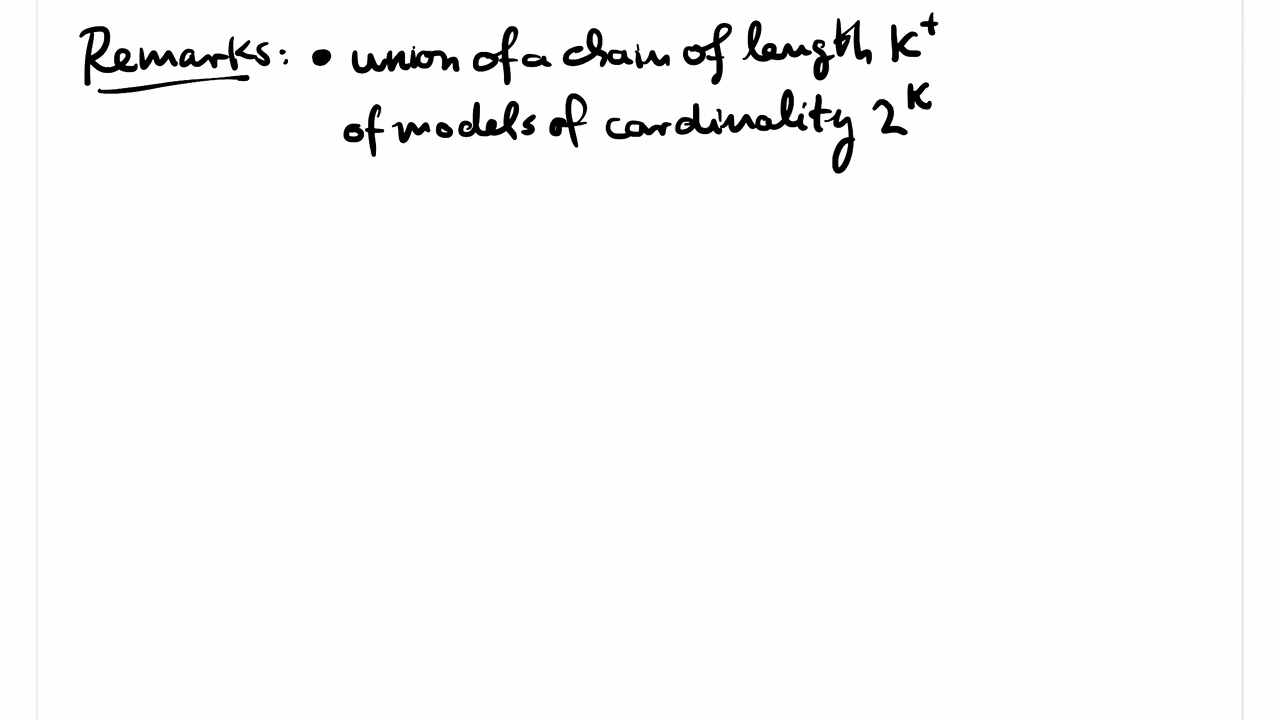 Remarks: • union of a chain of length κ⁺
of models of cardinality 2^κ